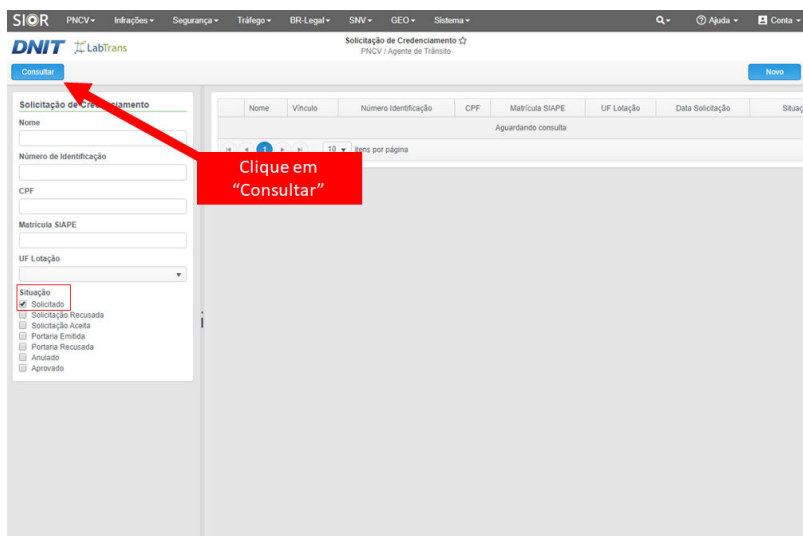 SIOR PNCV Infrações Segurança Tráfego BR-Legal SNV GEO Sistema Ajuda Conta
DNIT LabTrans
Solicitação de Credenciamento
PNCV / Agente de Trânsito
Consultar
Novo
Solicitação de Credenciamento
Nome
Número de Identificação
CPF
Matrícula SIAPE
UF Lotação
Situação
Solicitado
Solicitação Recusada
Solicitação Aceita
Portaria Emitida
Portaria Recusada
Anulado
Aprovado
Nome Vínculo Número Identificação CPF Matrícula SIAPE UF Lotação Data Solicitação Situaç
Aguardando consulta
1 10 itens por página
Clique em
“Consultar”